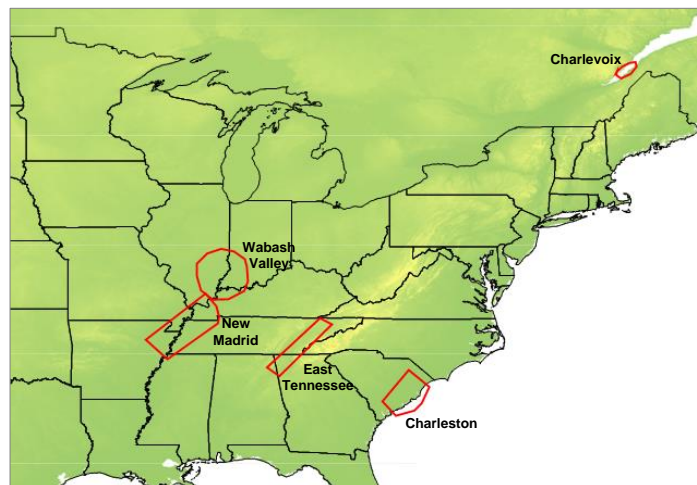 Charlevoix
Wabash
Valley
New
Madrid
East
Tennessee
Charleston